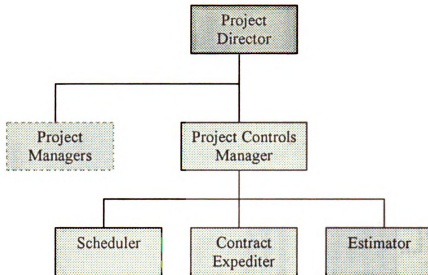 Project
Director
Project
Managers
Project Controls
Manager
Scheduler
Contract
Expediter
Estimator